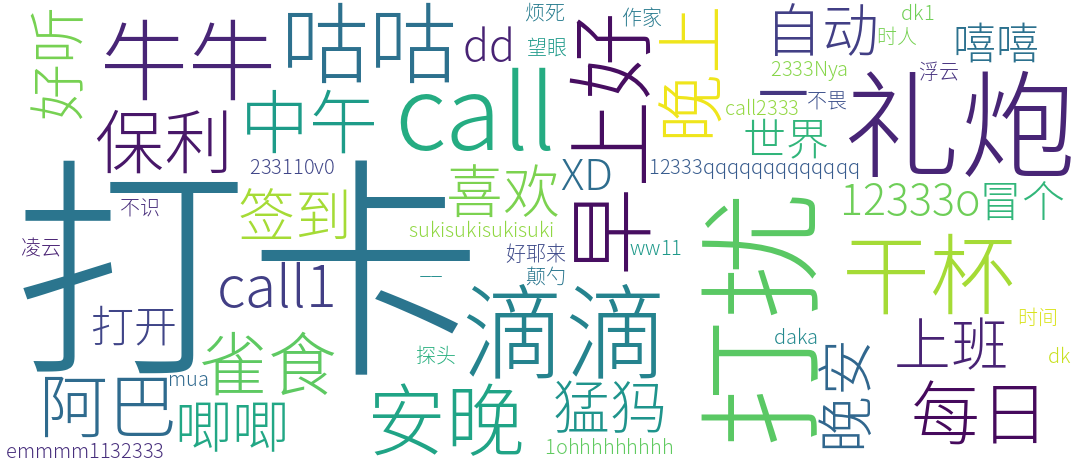 好听
牛牛
咕咕
dd
烦死
望眼
作家
早上好
晚上
自动
dk1
时人
嘻嘻
2333Nya
浮云
一
不畏
call2333
世界
礼炮
保利
中午
call
233110v0
XD
12333qqqqqqqqqqqqq
12333o冒个
打卡
不识
签到
喜欢
sukisukisukisuki
凌云
call1
一一
好耶来
颠勺
ww11
打扰
干杯
打开
雀食
滴滴
探头
daka
时间
上班
dk
阿巴
mua
唧唧
安晚
猛犸
晚安
每日
emmmm1132333
1ohhhhhhhhh